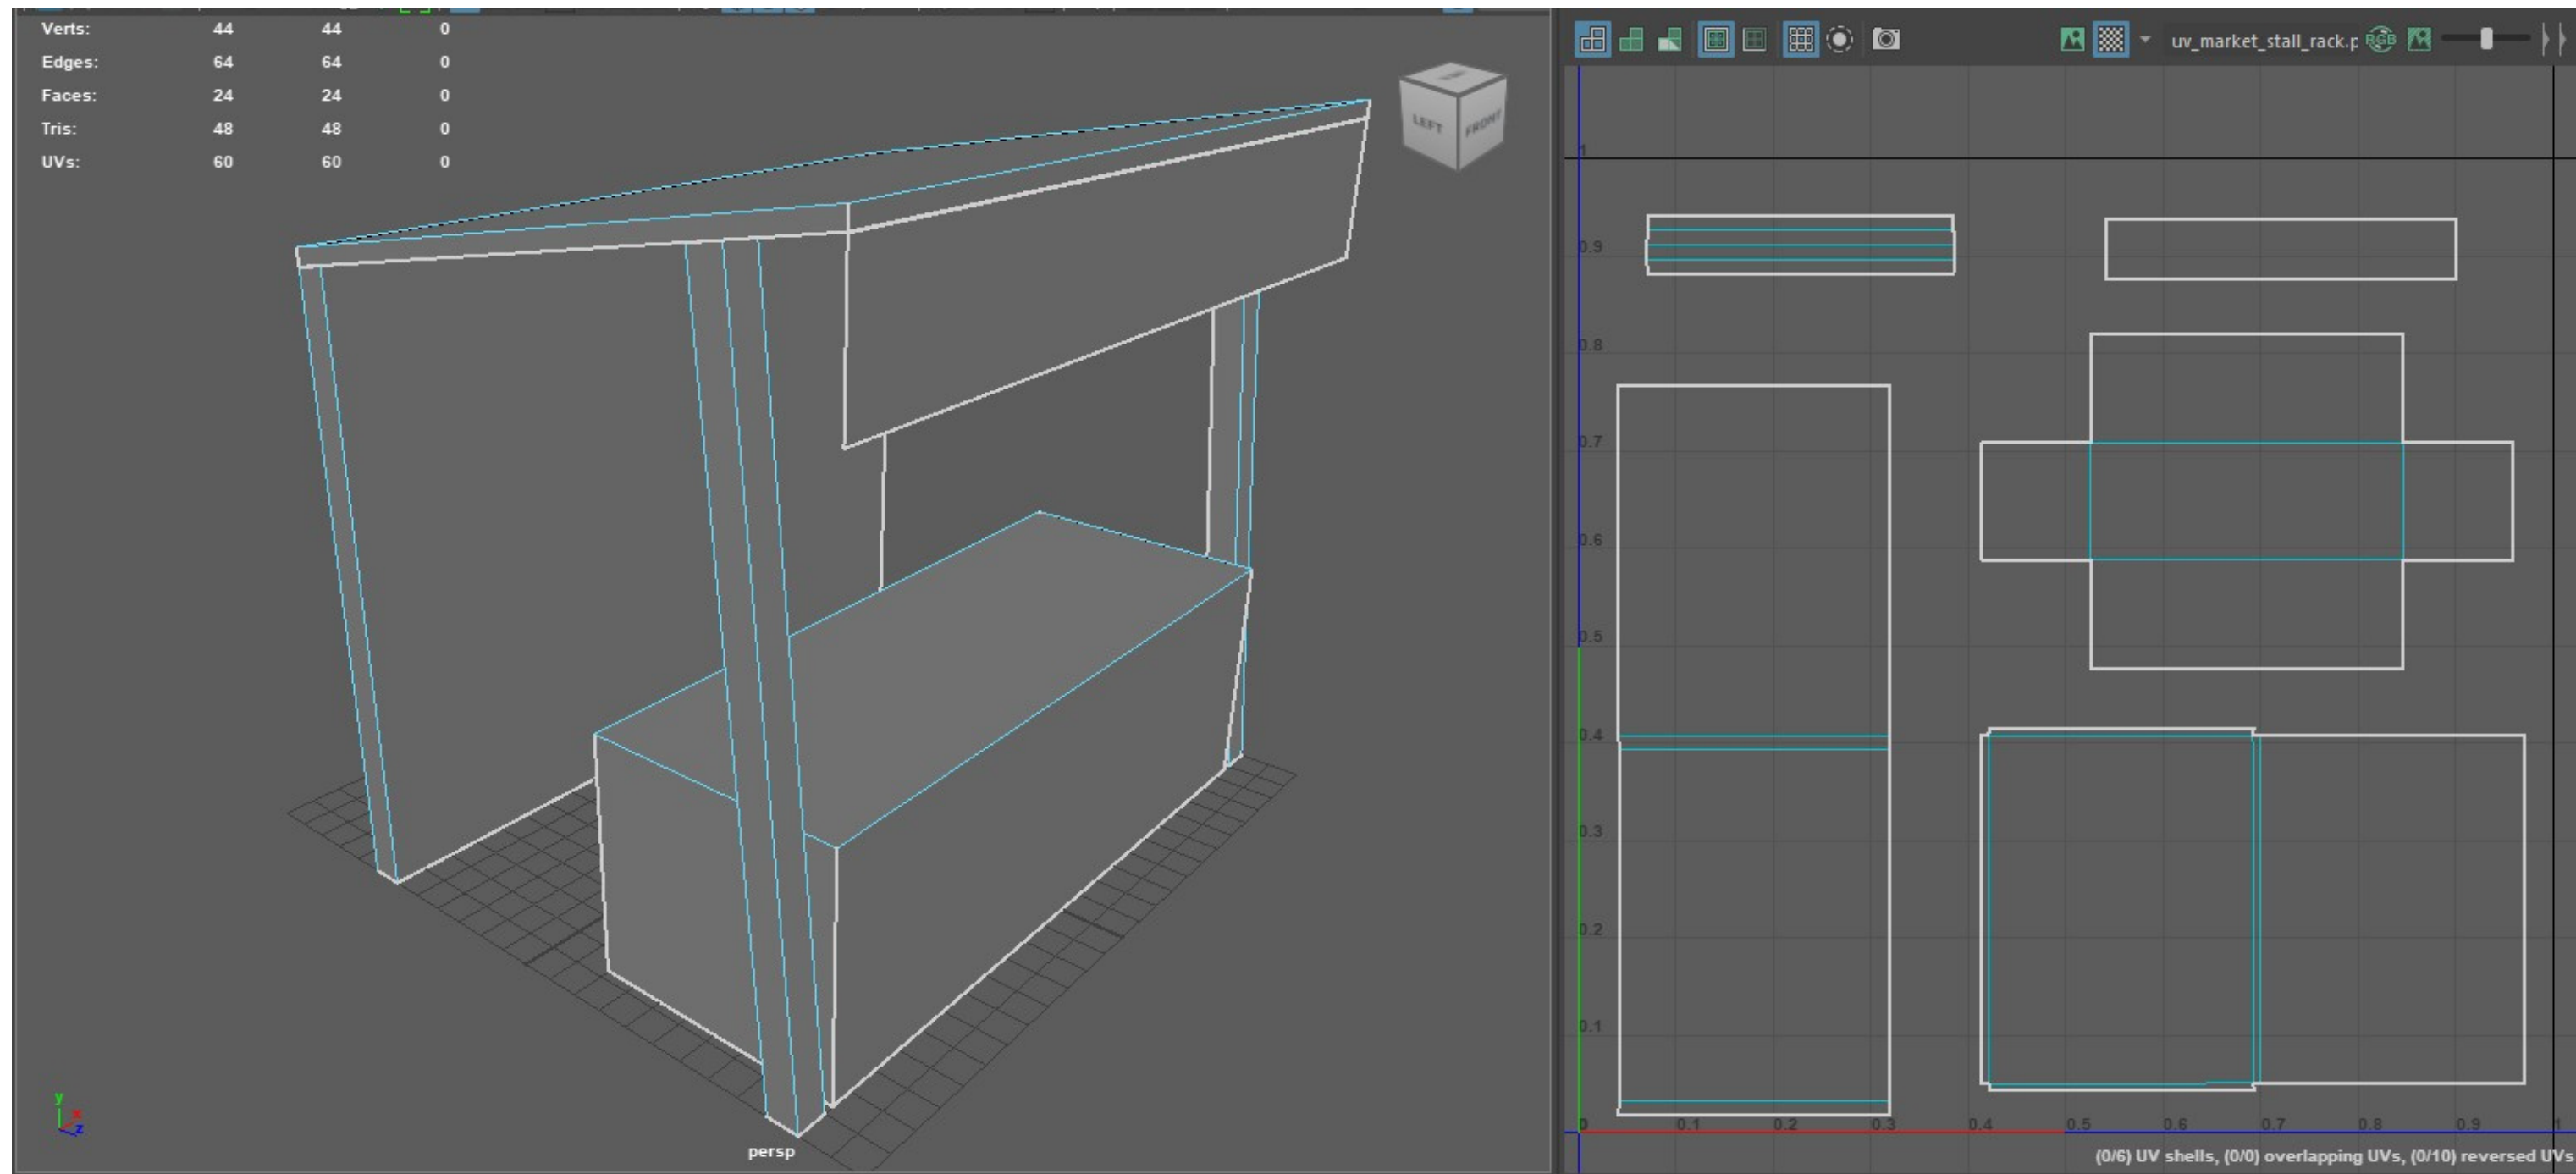 Verts: 44 44 0
Edges: 64 64 0
Faces: 24 24 0
Tris: 48 48 0
UVs: 60 60 0
LEFT FRONT
y
x
z
persp
uv_market_stall_rack.p RGB
1
0.9
0.8
0.7
0.6
0.5
0.4
0.3
0.2
0.1
0 0.1 0.2 0.3 0.4 0.5 0.6 0.7 0.8 0.9 1
(0/6) UV shells, (0/0) overlapping UVs, (0/10) reversed UVs